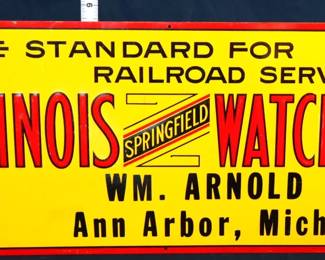 STANDARD FOR
RAILROAD SERV
INOIS SPRINGFIELD WATCH
WM. ARNOLD
Ann Arbor, Mich